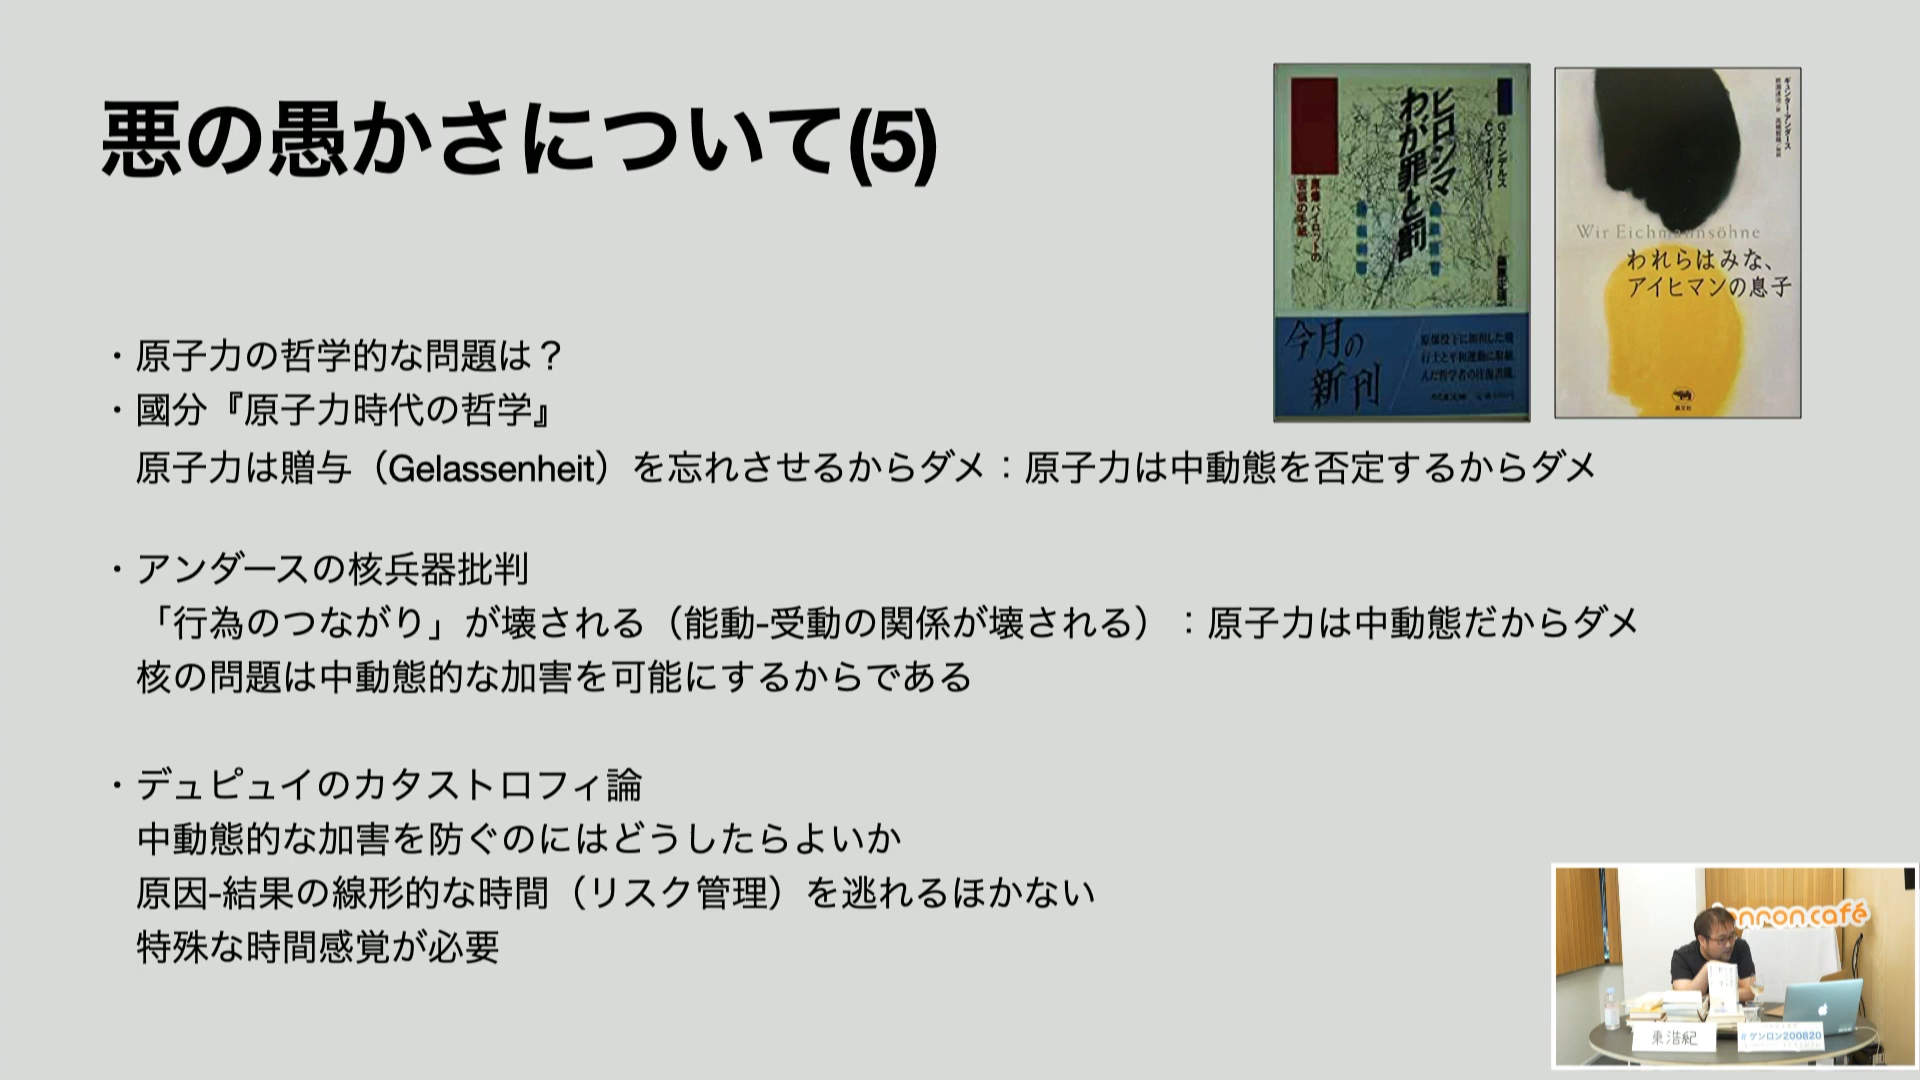 悪の愚かさについて(5)
・原子力の哲学的な問題は？
・國分『原子力時代の哲学』
原子力は贈与（Gelassenheit）を忘れさせるからダメ：原子力は中動態を否定するからダメ
・アンダースの核兵器批判
「行為のつながり」が壊される（能動-受動の関係が壊される）：原子力は中動態だからダメ
核の問題は中動態的な加害を可能にするからである
・デュピュイのカタストロフィ論
中動態的な加害を防ぐのにはどうしたらよいか
原因-結果の線形的な時間（リスク管理）を逃れるほかない
特殊な時間感覚が必要
ヒロシマ
わが罪と罰
原爆パイロットの
苦悩の手紙
今月の
新刊
ギュンター・アンダース
Wir Eichmannsöhne
われらはみな、
アイヒマンの息子
晶文社
genron café
東浩紀
#ゲンロン200820